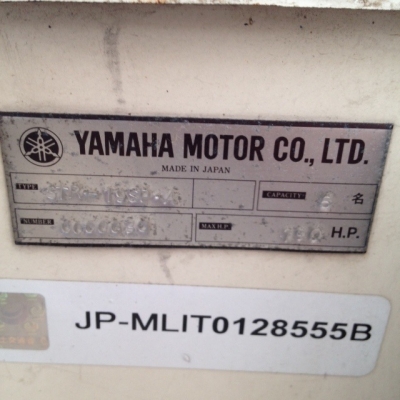 YAMAHA MOTOR CO., LTD.
MADE IN JAPAN
TYPE
CAPACITY 名
NUMBER
MAX H.P. H.P.
JP-MLIT0128555B